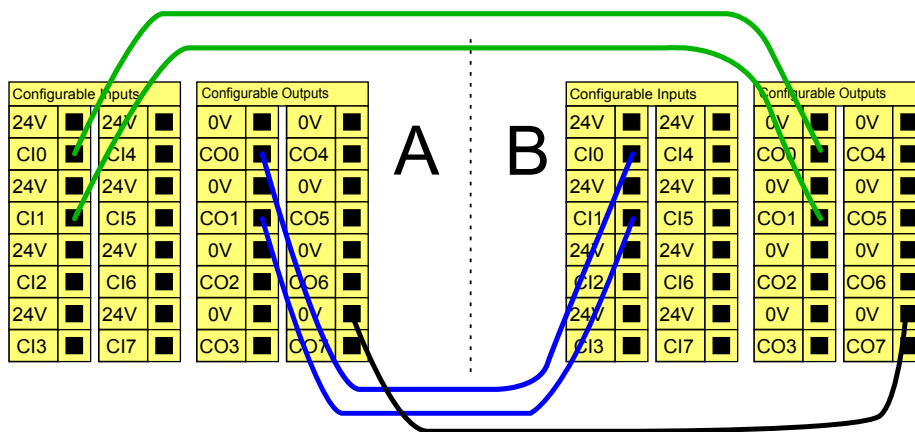 Configurable Inputs
24V 24V
CI0 CI4
24V 24V
CI1 CI5
24V 24V
CI2 CI6
24V 24V
CI3 CI7
Configurable Outputs
0V 0V
CO0 CO4
0V 0V
CO1 CO5
0V 0V
CO2 CO6
0V 0V
CO3 CO7
A
B
Configurable Inputs
24V 24V
CI0 CI4
24V 24V
CI1 CI5
24V 24V
CI2 CI6
24V 24V
CI3 CI7
Configurable Outputs
0V 0V
CO0 CO4
0V 0V
CO1 CO5
0V 0V
CO2 CO6
0V 0V
CO3 CO7